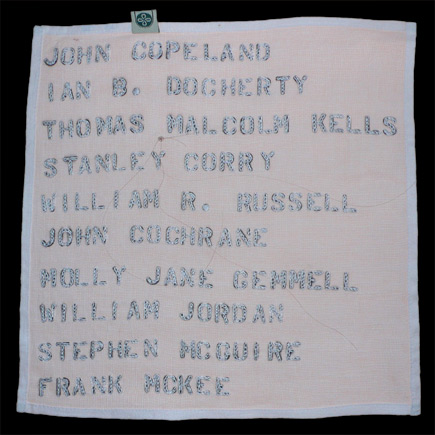 JOHN COPELAND
IAN B. DOCHERTY
THOMAS MALCOLM KELLS
STANLEY CORRY
WILLIAM R. RUSSELL
JOHN COCHRANE
MOLLY JANE GEMMELL
WILLIAM JORDAN
STEPHEN MCGUIRE
FRANK MCKEE